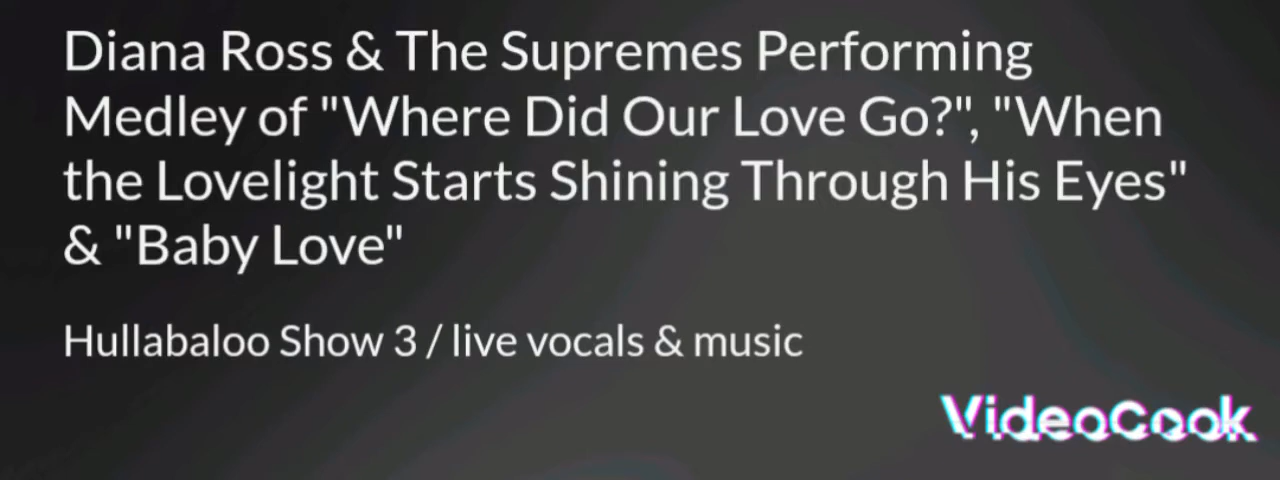 Diana Ross & The Supremes Performing
Medley of "Where Did Our Love Go?", "When
the Lovelight Starts Shining Through His Eyes"
& "Baby Love"
Hullabaloo Show 3 / live vocals & music
VideoCook